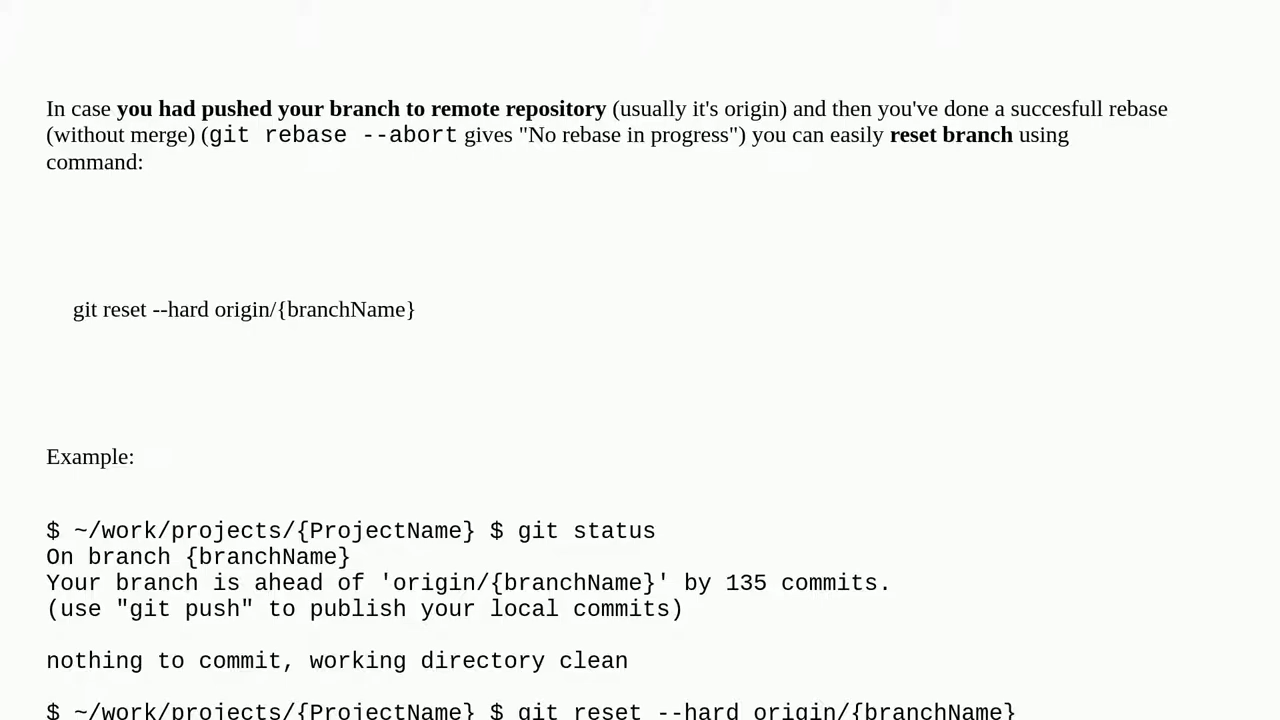 In case you had pushed your branch to remote repository (usually it's origin) and then you've done a succesfull rebase
(without merge) (git rebase --abort gives "No rebase in progress") you can easily reset branch using
command:
git reset --hard origin/{branchName}
Example:
$ ~/work/projects/{ProjectName} $ git status
On branch {branchName}
Your branch is ahead of 'origin/{branchName}' by 135 commits.
(use "git push" to publish your local commits)
nothing to commit, working directory clean
$ ~/work/projects/{ProjectName} $ git reset --hard origin/{branchName}